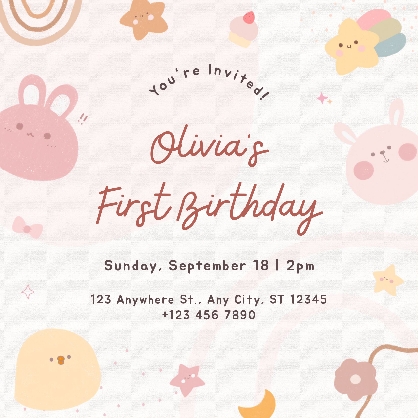 You're Invited!
Olivia's
First Birthday
Sunday, September 18 | 2pm
123 Anywhere St., Any City, ST 12345
+123 456 7890